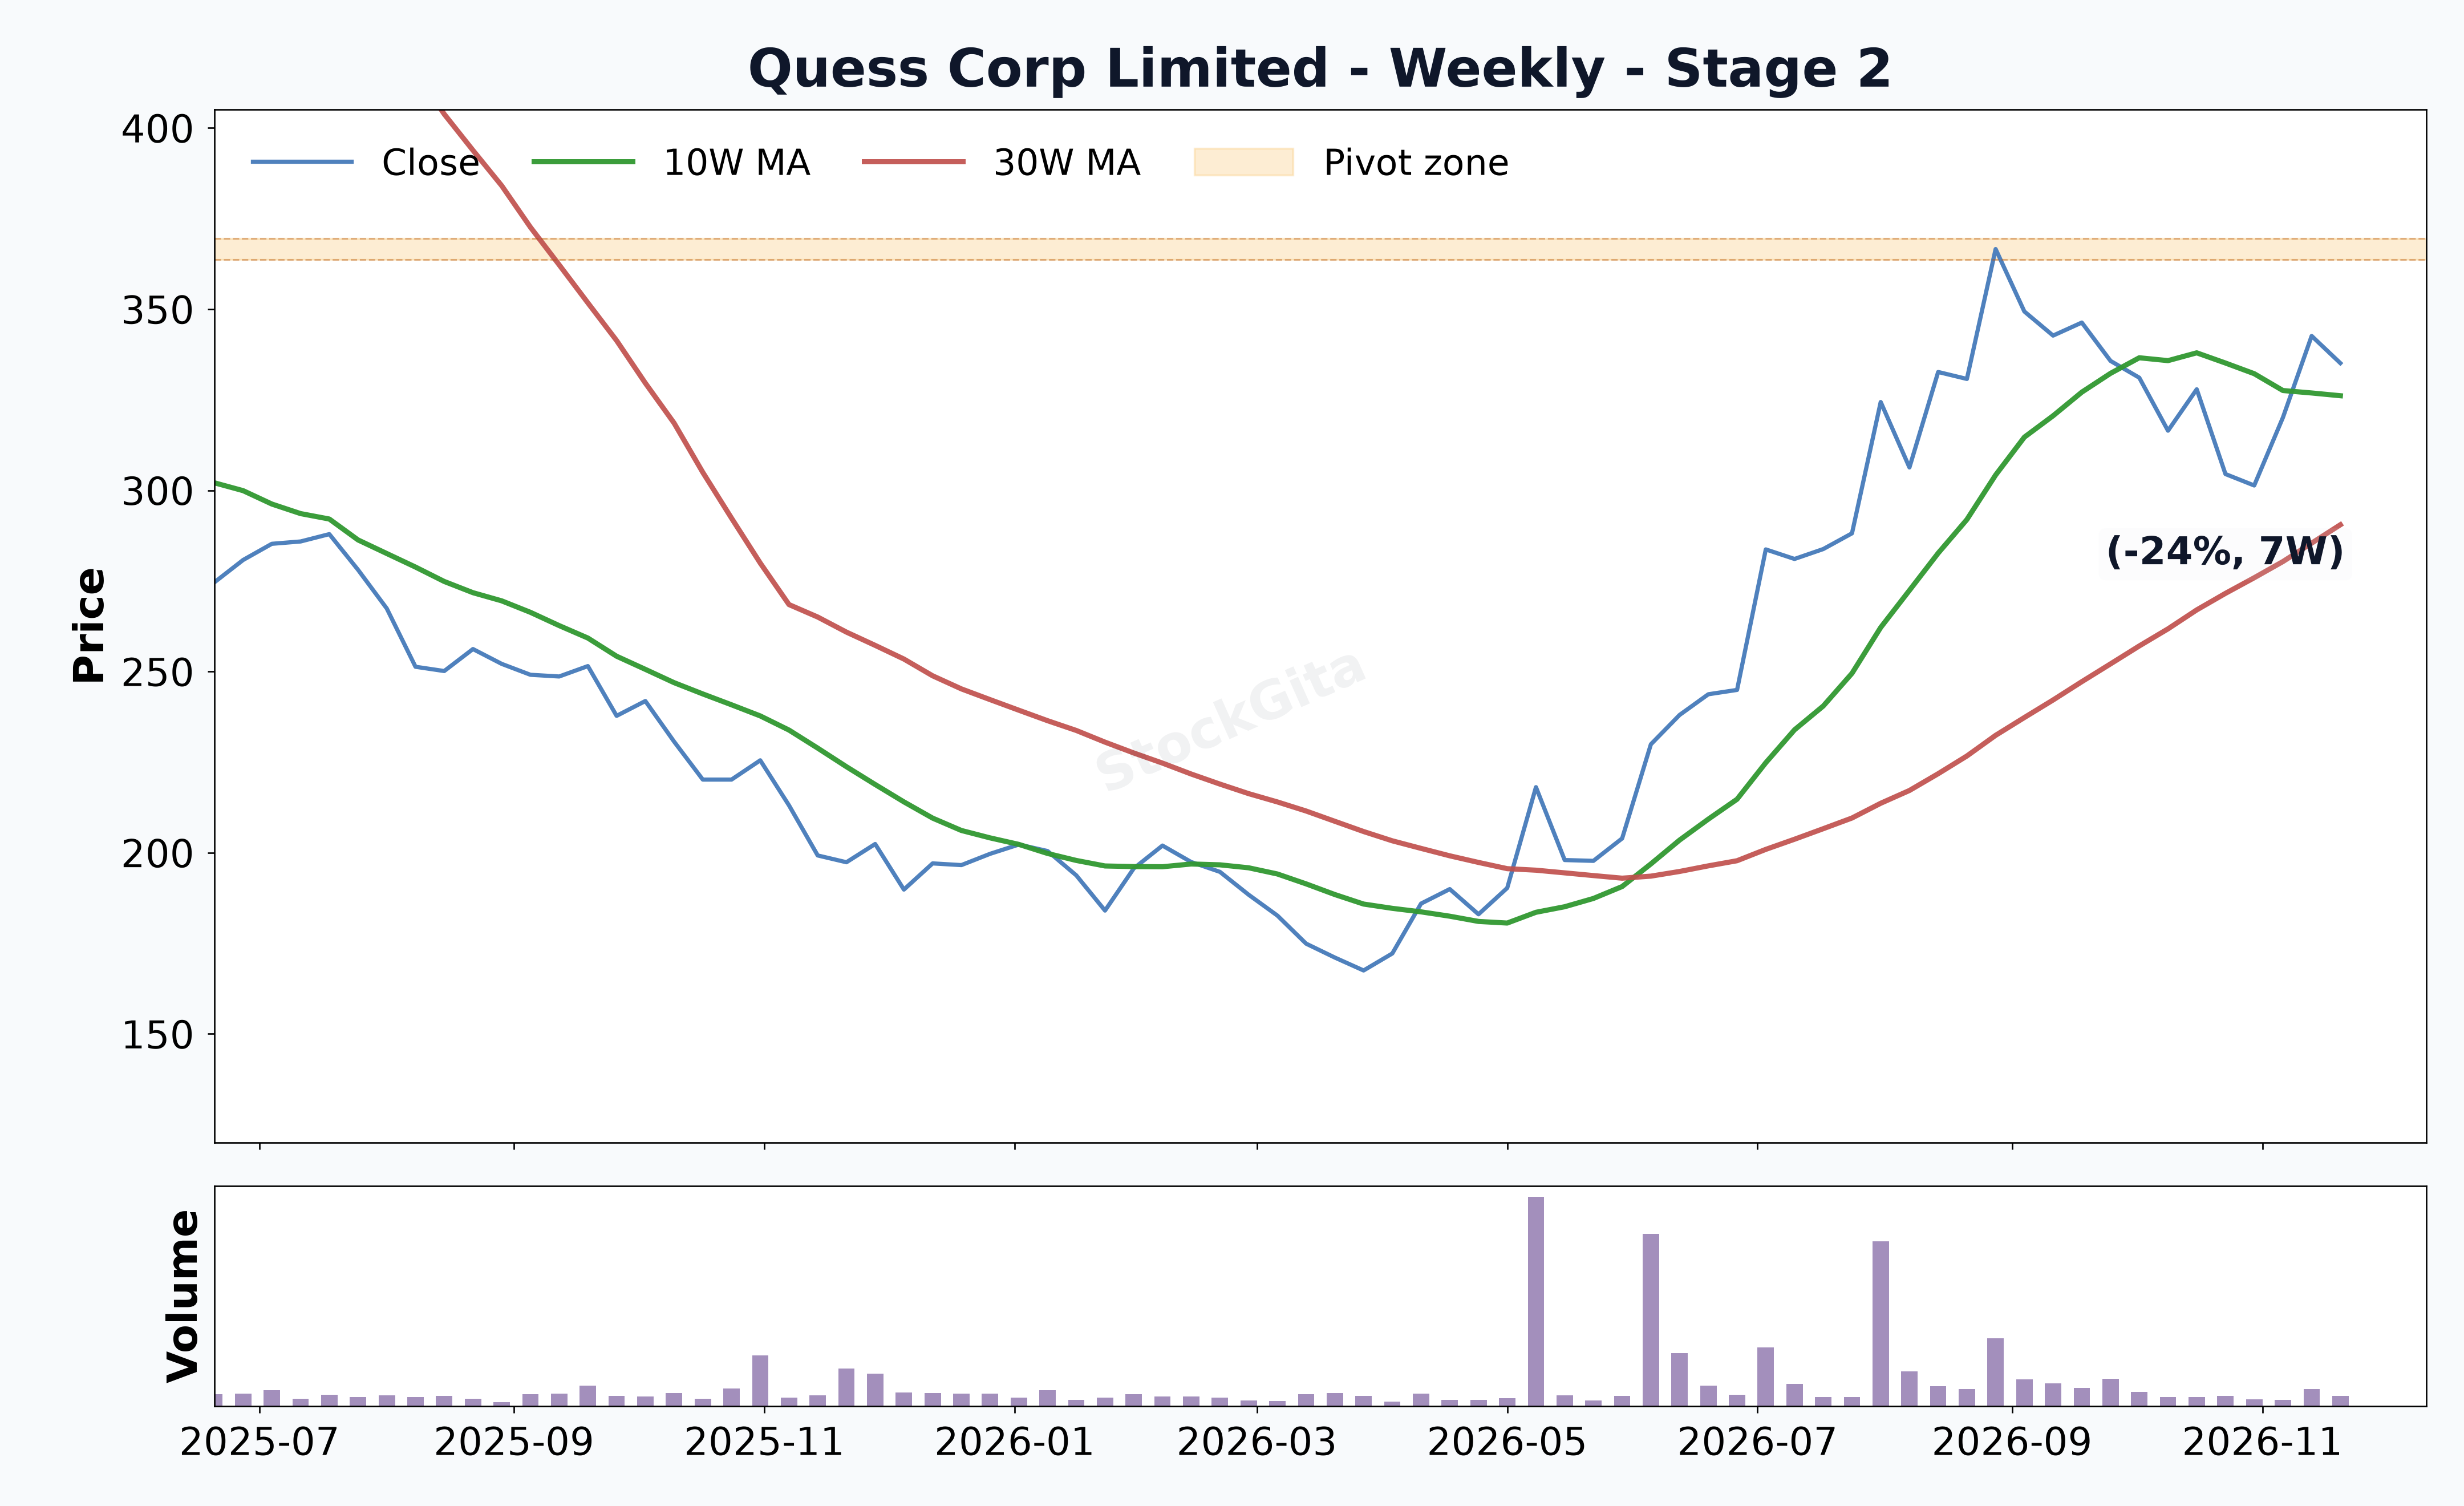 Quess Corp Limited - Weekly - Stage 2
Close 10W MA 30W MA Pivot zone
400
350
300
250
200
150
Price
(-24%, 7W)
StockGita
Volume
2025-07 2025-09 2025-11 2026-01 2026-03 2026-05 2026-07 2026-09 2026-11